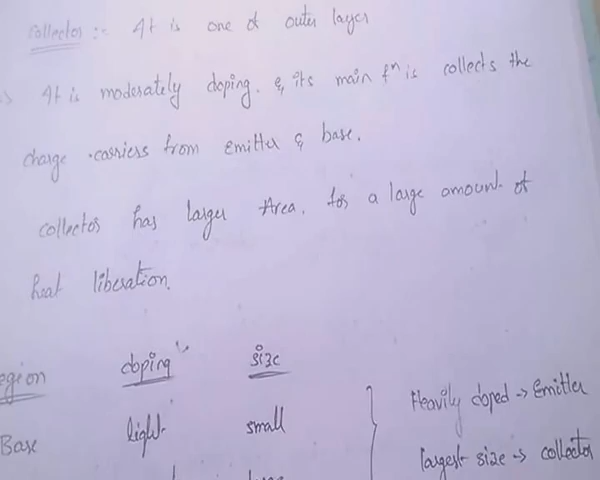 collector :- It is one of outer layer
It is moderately doping. & its main fⁿ is collects the
charge carriers from emitter & base.
collector has larger Area. for a large amount of
heat liberation.
egion doping size
Base light small
Heavily doped → Emitter
largest size → collector